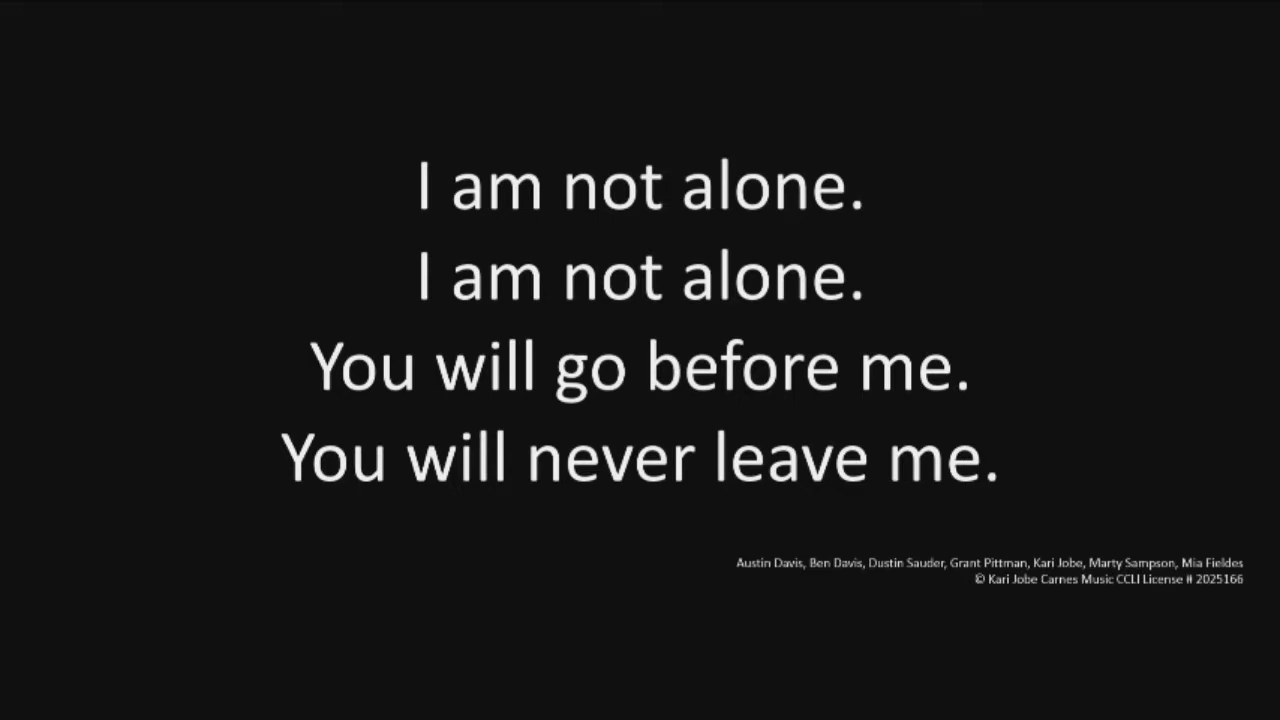 I am not alone.
I am not alone.
You will go before me.
You will never leave me.
Austin Davis, Ben Davis, Dustin Sauder, Grant Pittman, Kari Jobe, Marty Sampson, Mia Fieldes
© Kari Jobe Carnes Music CCLI License # 2025166